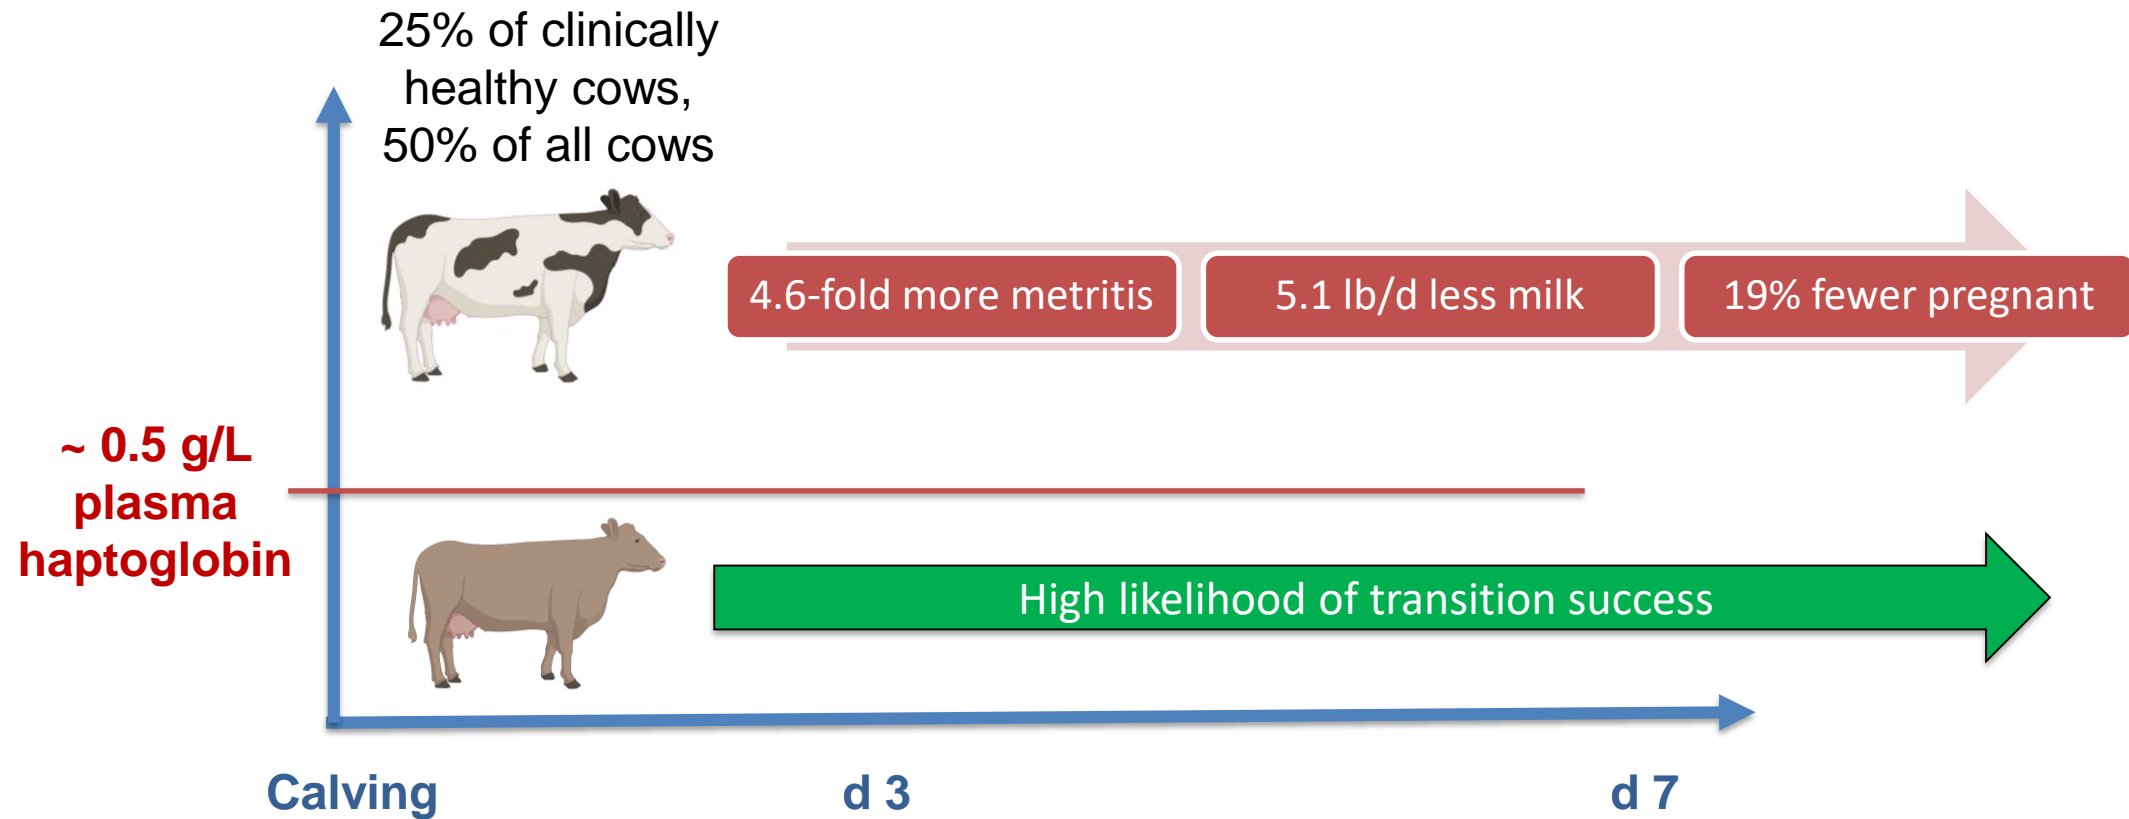 25% of clinically
healthy cows,
50% of all cows
4.6-fold more metritis
5.1 lb/d less milk
19% fewer pregnant
~ 0.5 g/L
plasma
haptoglobin
High likelihood of transition success
Calving
d 3
d 7